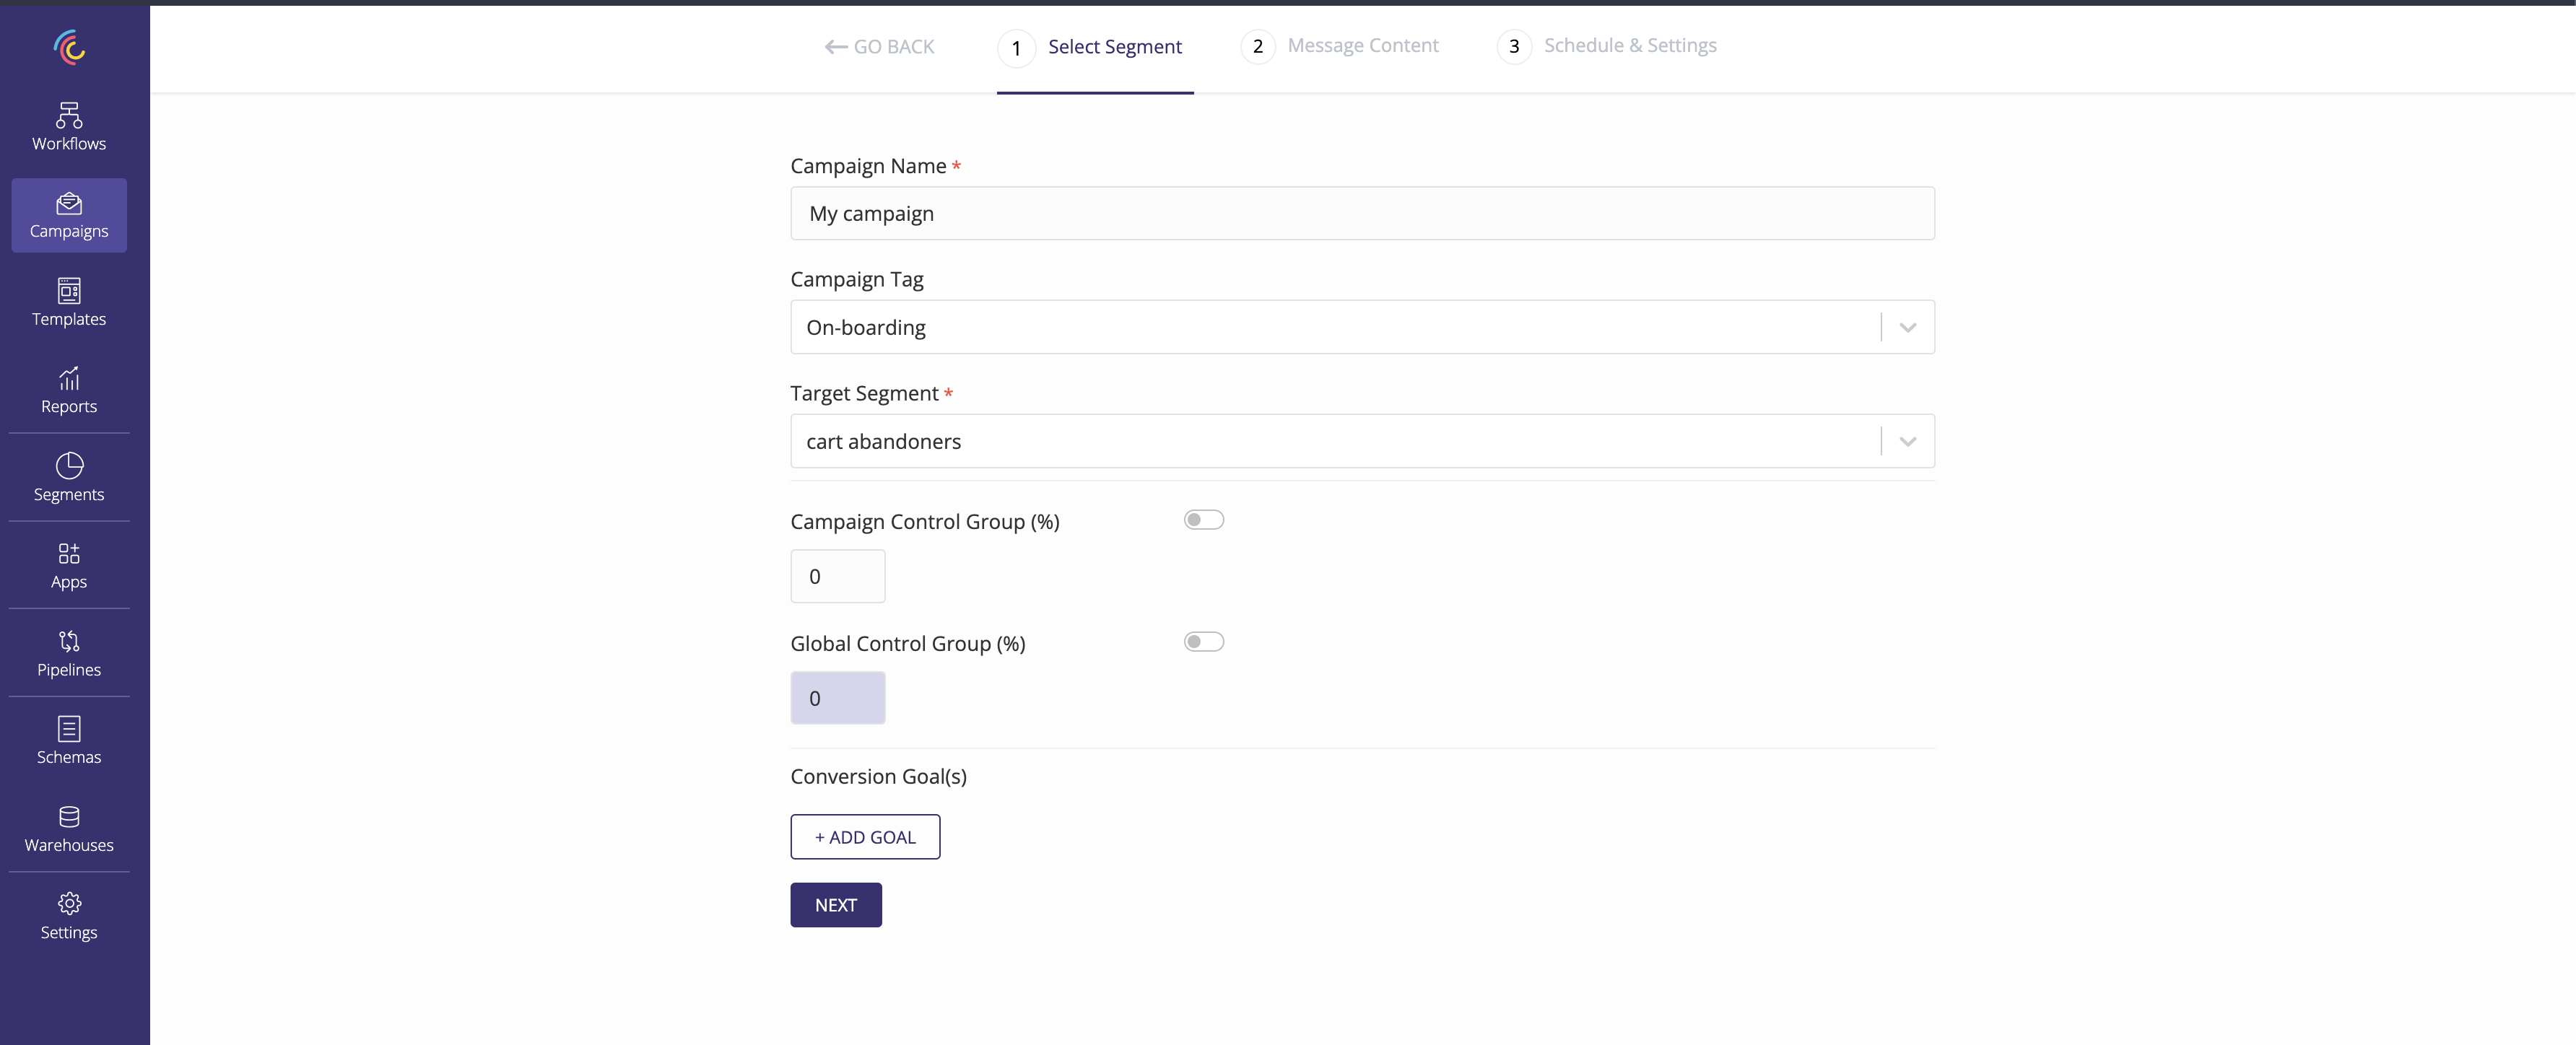 GO BACK
1 Select Segment
2 Message Content
3 Schedule & Settings
Workflows
Campaigns
Templates
Reports
Segments
Apps
Pipelines
Schemas
Warehouses
Settings
Campaign Name *
My campaign
Campaign Tag
On-boarding
Target Segment *
cart abandoners
Campaign Control Group (%)
0
Global Control Group (%)
0
Conversion Goal(s)
+ ADD GOAL
NEXT